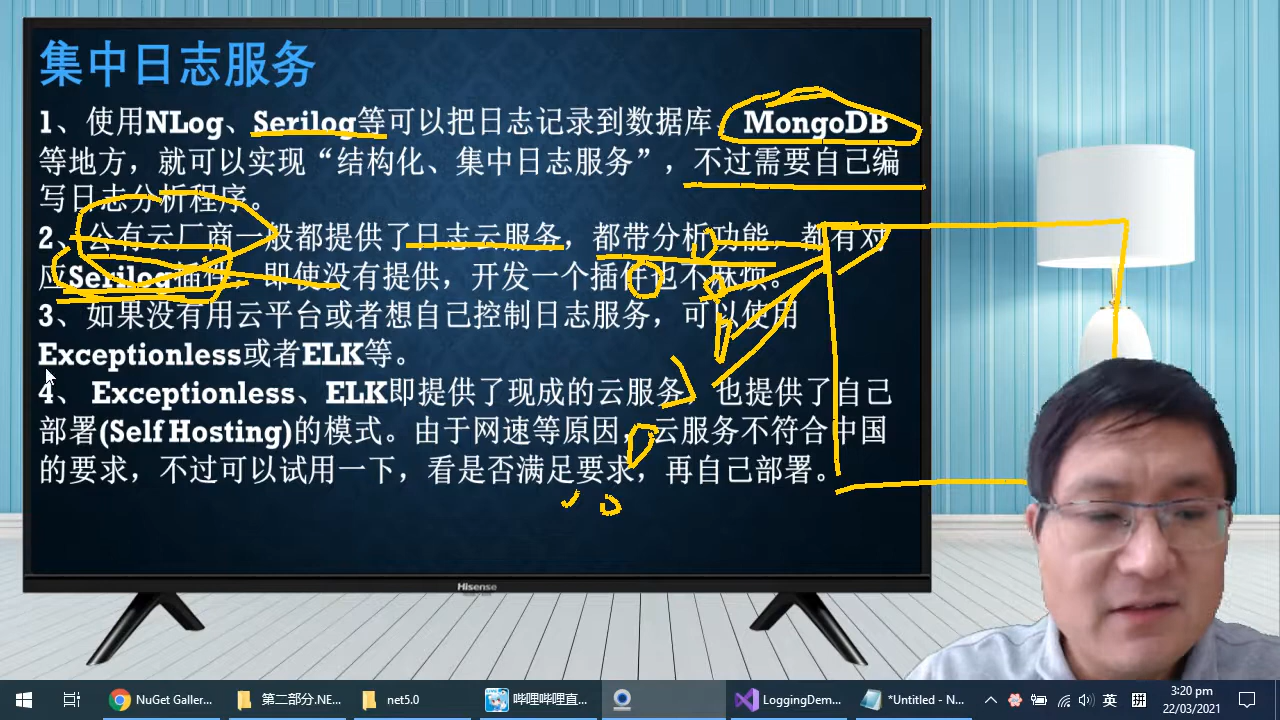 集中日志服务
1、使用NLog、Serilog等可以把日志记录到数据库、MongoDB
等地方，就可以实现“结构化、集中日志服务”，不过需要自己编
写日志分析程序。
2、公有云厂商一般都提供了日志云服务，都带分析功能，都有对
应Serilog插件，即使没有提供，开发一个插件也不麻烦。
3、如果没有用云平台或者想自己控制日志服务，可以使用
Exceptionless或者ELK等。
4、 Exceptionless、ELK即提供了现成的云服务，也提供了自己
部署(Self Hosting)的模式。由于网速等原因，云服务不符合中国
的要求，不过可以试用一下，看是否满足要求，再自己部署。
Hisense
NuGet Galler...
第二部分.NE...
net5.0
哔哩哔哩直...
LoggingDem...
*Untitled - N...
英
拼
3:20 pm
22/03/2021